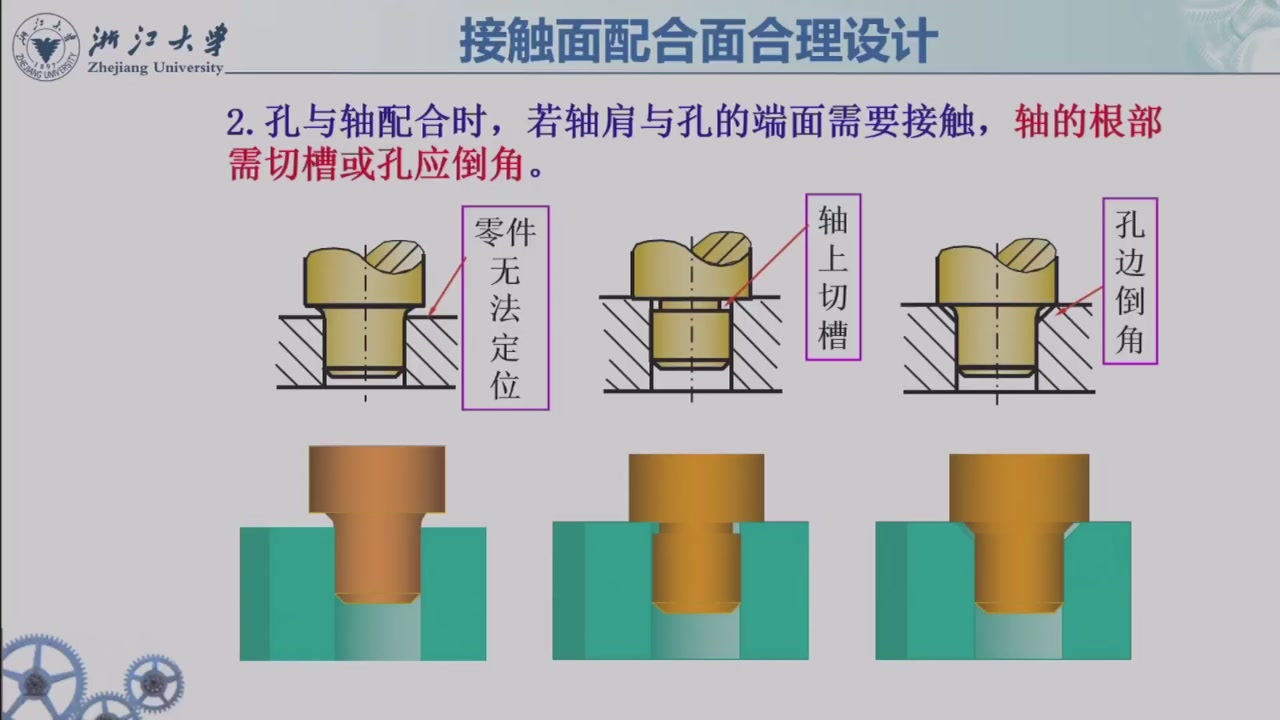 浙江大学
Zhejiang University
接触面配合面合理设计
2. 孔与轴配合时，若轴肩与孔的端面需要接触，轴的根部
需切槽或孔应倒角。
零件
无
法
定
位
轴
上
切
槽
孔
边
倒
角